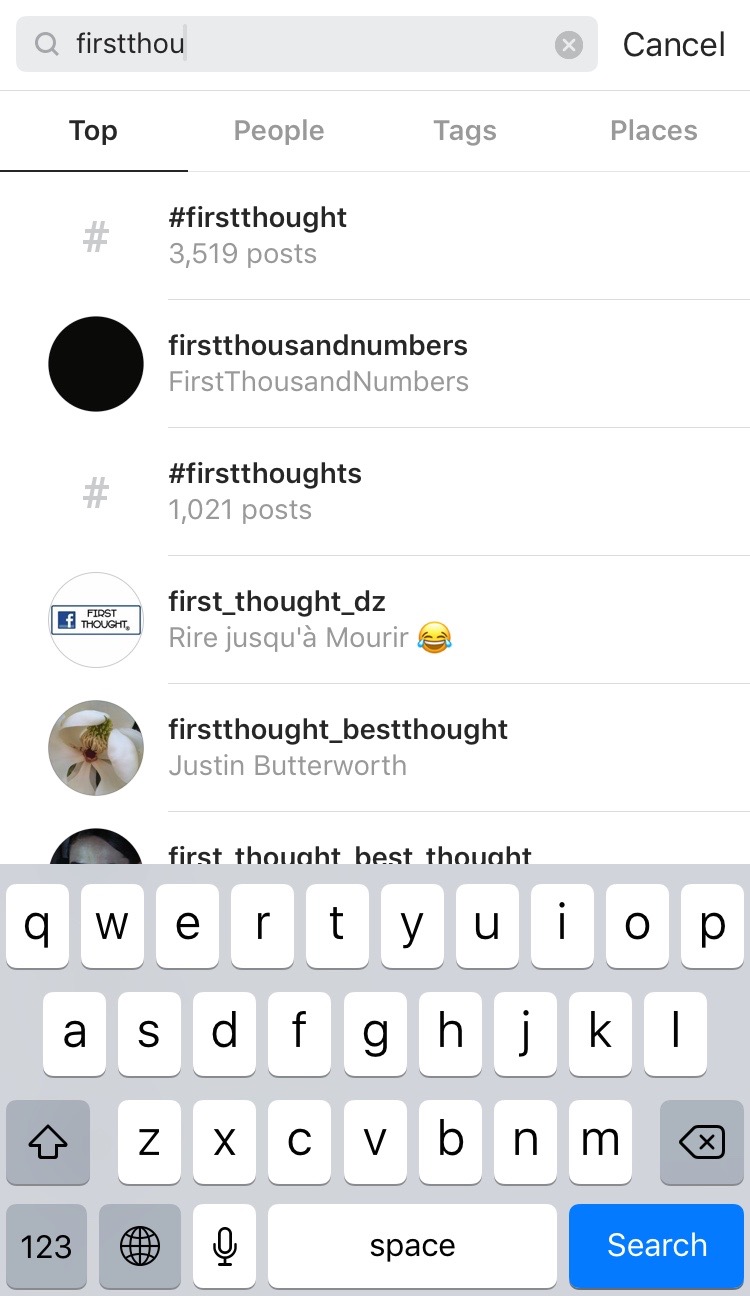 firstthou
Cancel
Top People Tags Places
#
#firstthought
3,519 posts
firstthousandnumbers
FirstThousandNumbers
#
#firstthoughts
1,021 posts
f FIRST
THOUGHT®
first_thought_dz
Rire jusqu'à Mourir 😂
firstthought_bestthought
Justin Butterworth
first_thought_best_thought
q w e r t y u i o p
a s d f g h j k l
z x c v b n m
123 space Search